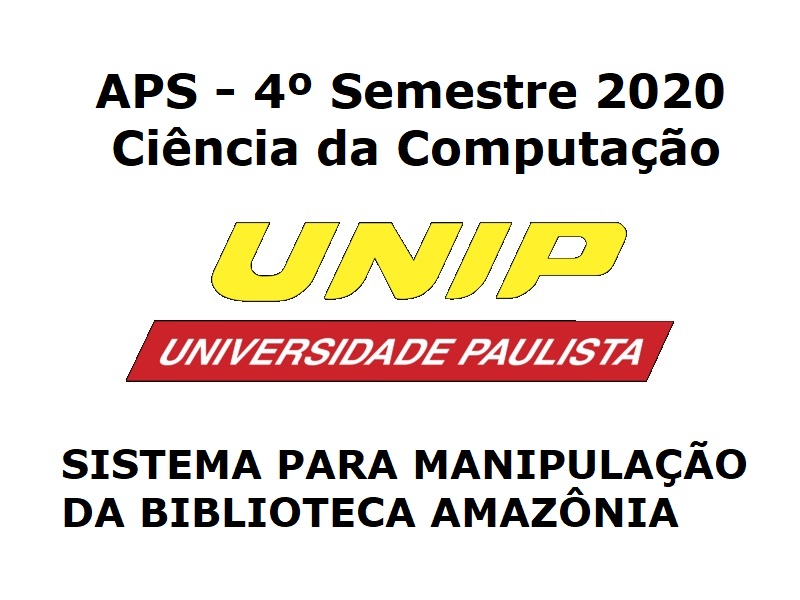 APS - 4º Semestre 2020
Ciência da Computação
UNIP
UNIVERSIDADE PAULISTA
SISTEMA PARA MANIPULAÇÃO
DA BIBLIOTECA AMAZÔNIA